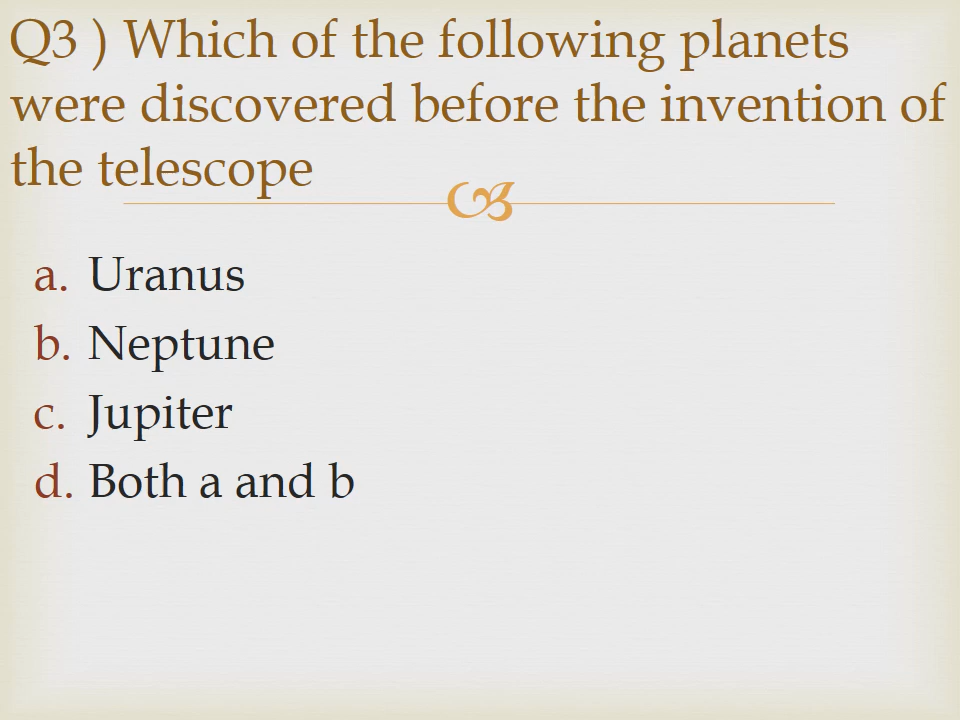 Q3 ) Which of the following planets
were discovered before the invention of
the telescope
a. Uranus
b. Neptune
c. Jupiter
d. Both a and b